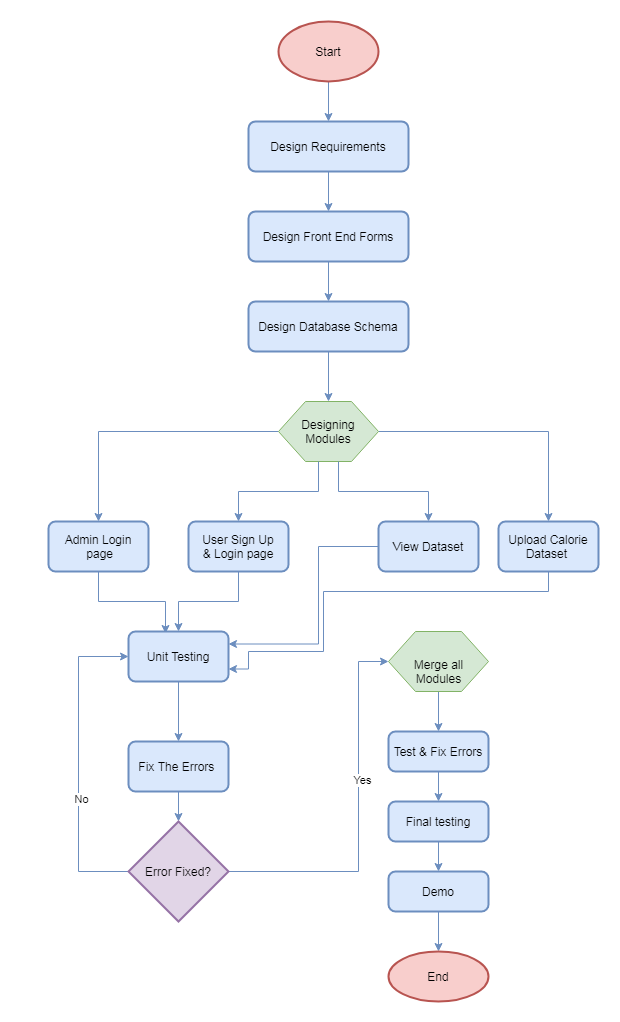 Start
Design Requirements
Design Front End Forms
Design Database Schema
Designing
Modules
Admin Login
page
User Sign Up
& Login page
View Dataset
Upload Calorie
Dataset
Unit Testing
Merge all
Modules
Fix The Errors
Test & Fix Errors
Yes
No
Final testing
Error Fixed?
Demo
End